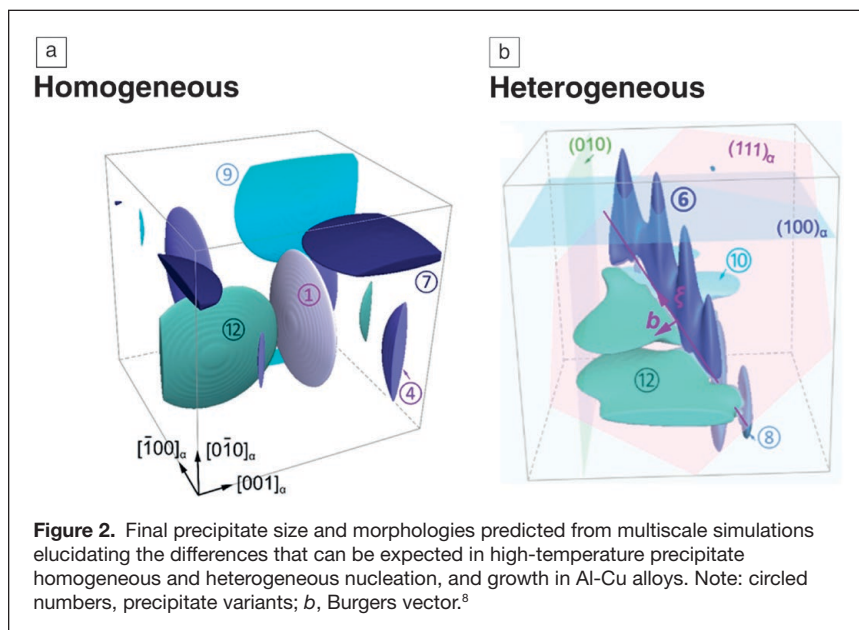 a
Homogeneous
⑨
⑦
①
⑫
④
[1̄00]α
[01̄0]α
[001]α
b
Heterogeneous
(010)
(111)α
⑥
(100)α
⑩
ξ
b
⑫
⑧
Figure 2. Final precipitate size and morphologies predicted from multiscale simulations
elucidating the differences that can be expected in high-temperature precipitate
homogeneous and heterogeneous nucleation, and growth in Al-Cu alloys. Note: circled
numbers, precipitate variants; b, Burgers vector.⁸